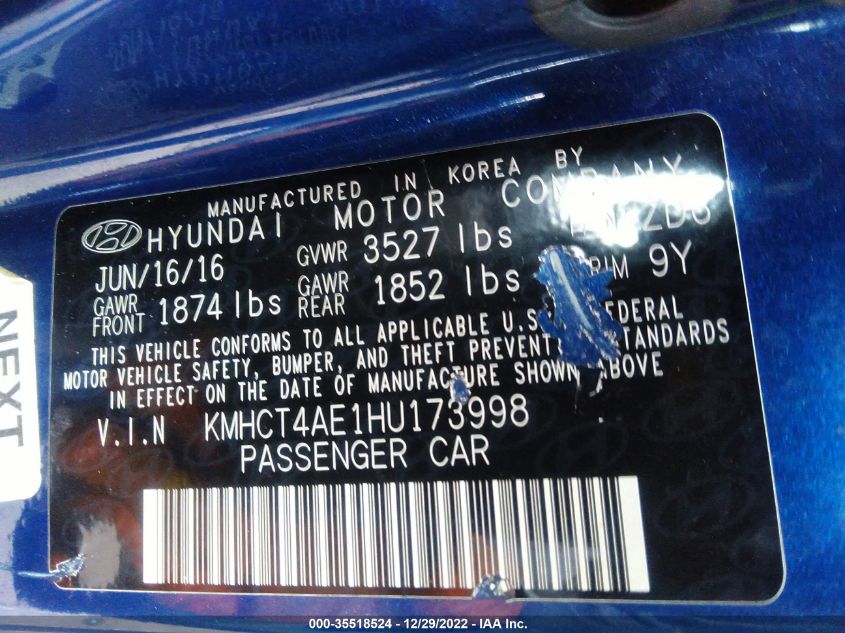 MANUFACTURED IN KOREA BY
HYUNDAI MOTOR COMPANY
JUN/16/16 GVWR 3527 lbs
GAWR FRONT 1874 lbs GAWR REAR 1852 lbs 9Y
THIS VEHICLE CONFORMS TO ALL APPLICABLE U.S. FEDERAL
MOTOR VEHICLE SAFETY, BUMPER, AND THEFT PREVENTION STANDARDS
IN EFFECT ON THE DATE OF MANUFACTURE SHOWN ABOVE
V.I.N KMHCT4AE1HU173998
PASSENGER CAR
NEXT
000-35518524 - 12/29/2022 - IAA Inc.